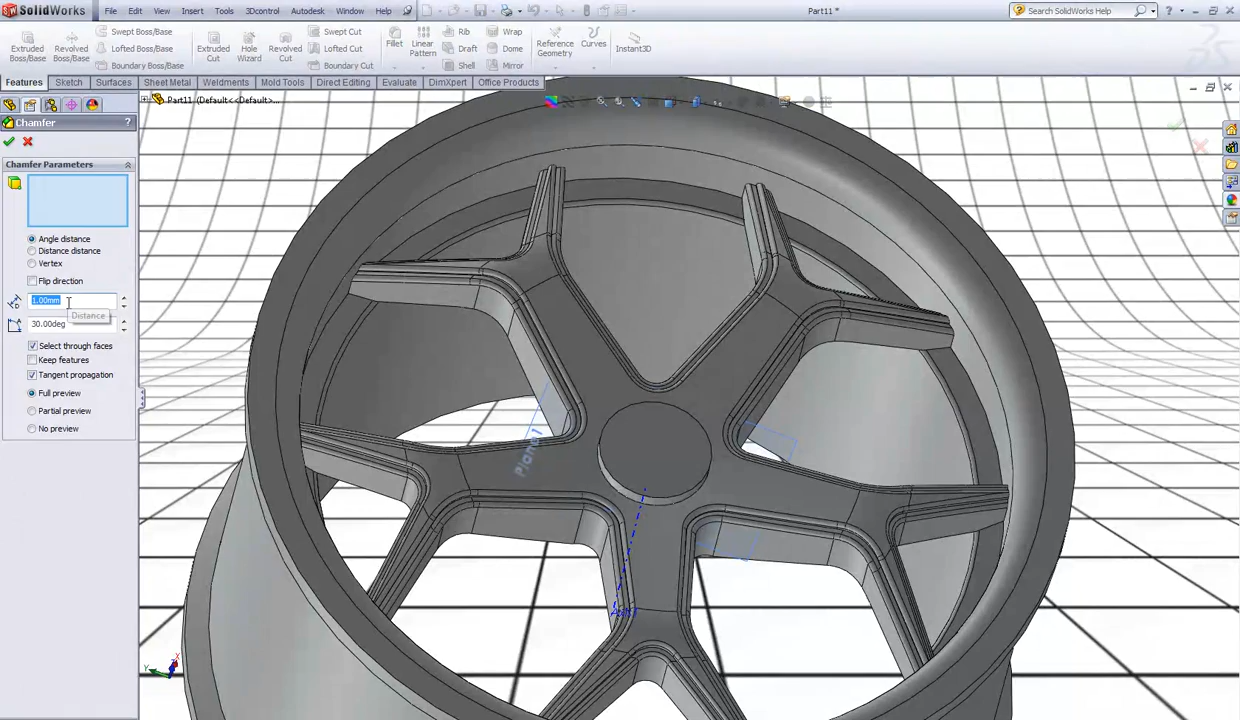 SolidWorks File Edit View Insert Tools 3Dcontrol Autodesk Window Help Part11 * Search SolidWorks Help
Extruded Boss/Base Revolved Boss/Base Swept Boss/Base Lofted Boss/Base Boundary Boss/Base Extruded Cut Hole Wizard Revolved Cut Swept Cut Lofted Cut Boundary Cut Fillet Linear Pattern Rib Draft Shell Wrap Dome Mirror Reference Geometry Curves Instant3D
Features Sketch Surfaces Sheet Metal Weldments Mold Tools Direct Editing Evaluate DimXpert Office Products
Part11 (Default<<Default>...
Chamfer ?
Chamfer Parameters
Angle distance
Distance distance
Vertex
Flip direction
1.00mm
Distance
30.00deg
Select through faces
Keep features
Tangent propagation
Full preview
Partial preview
No preview
Plane1
Y X